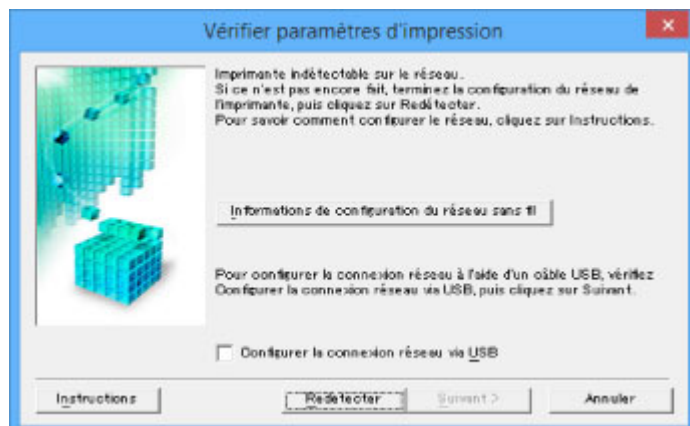 Vérifier paramètres d'impression
Imprimante indétectable sur le réseau.
Si ce n'est pas encore fait, terminez la configuration du réseau de
l'imprimante, puis cliquez sur Redétecter.
Pour savoir comment configurer le réseau, cliquez sur Instructions.
Informations de configuration du réseau sans fil
Pour configurer la connexion réseau à l'aide d'un câble USB, vérifiez
Configurer la connexion réseau via USB, puis cliquez sur Suivant.
Configurer la connexion réseau via USB
Instructions
Redétecter
Suivant >
Annuler